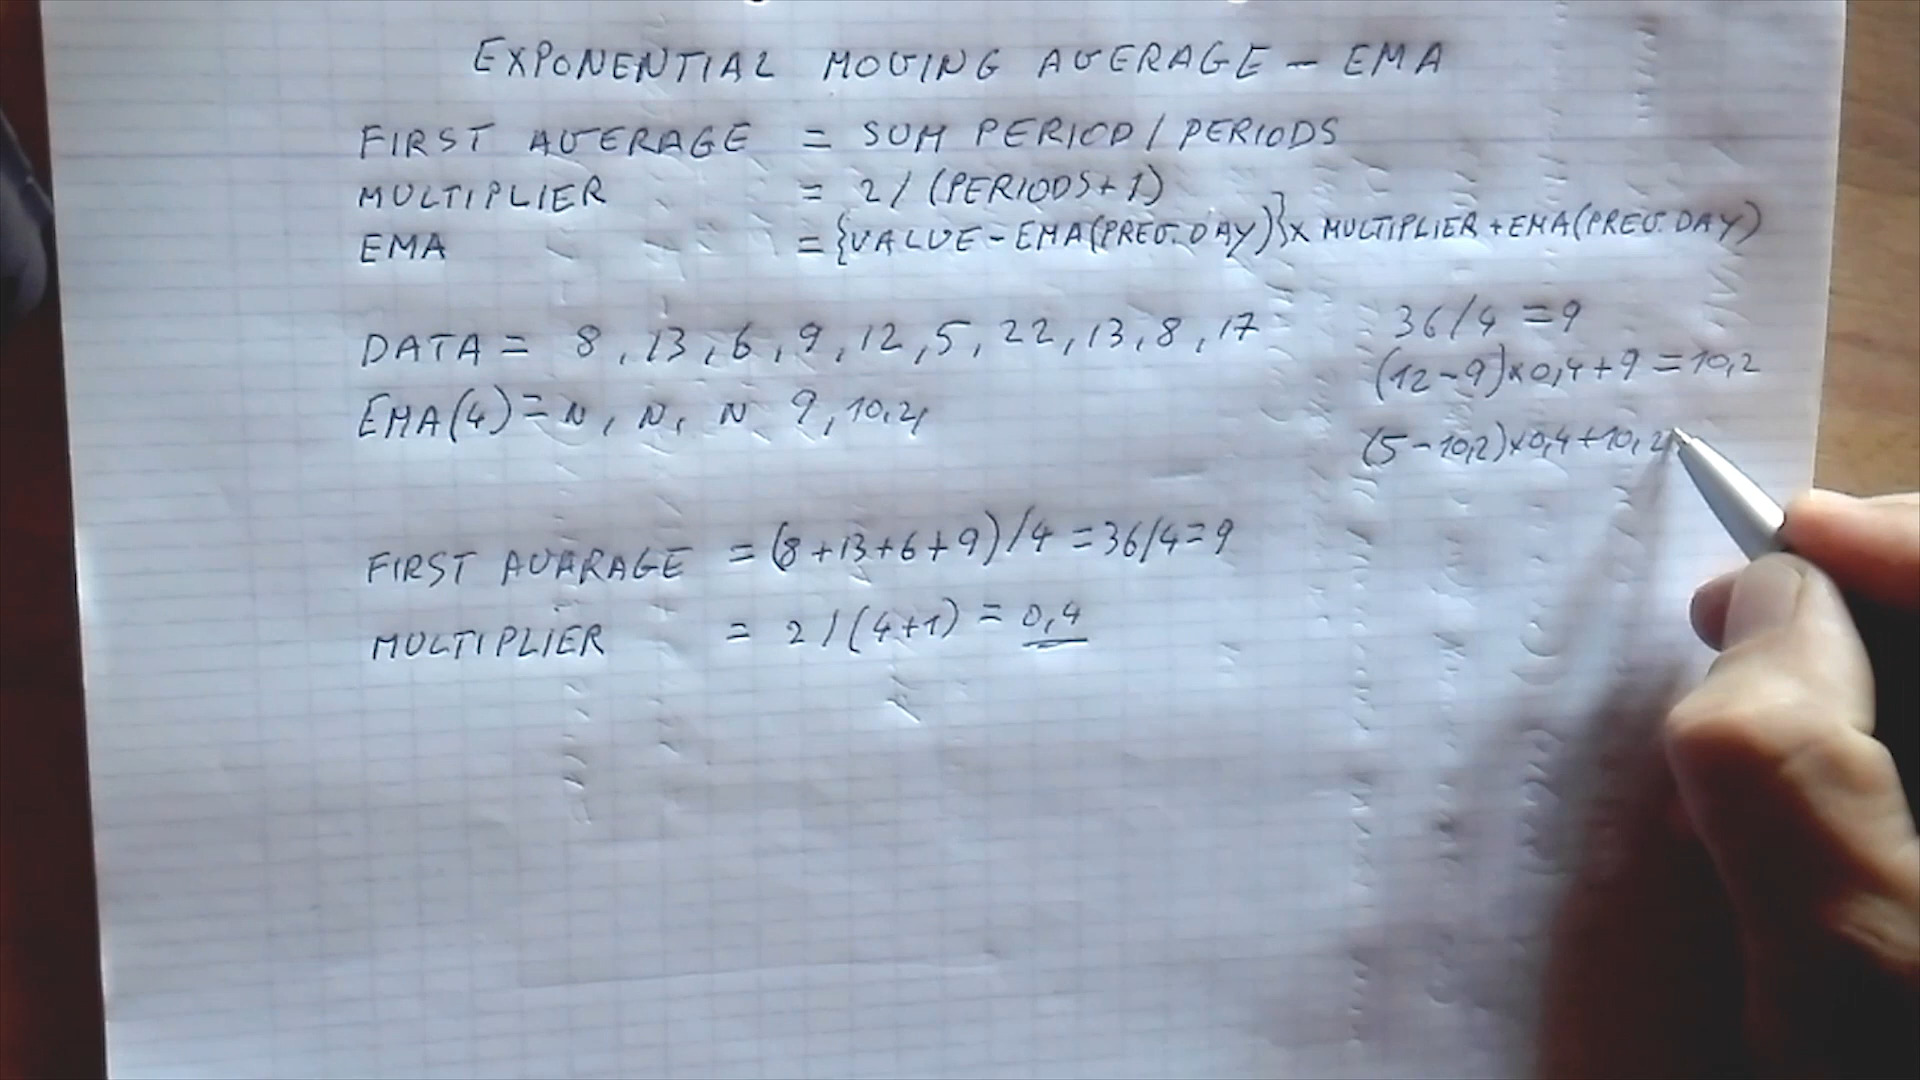 EXPONENTIAL MOVING AVERAGE - EMA
FIRST AVERAGE = SUM PERIOD / PERIODS
MULTIPLIER = 2 / (PERIODS + 1)
EMA = {VALUE - EMA(PREV. DAY)} x MULTIPLIER + EMA(PREV. DAY)
DATA = 8, 13, 6, 9, 12, 5, 22, 13, 8, 17
EMA(4) = N, N, N 9, 10,2,
36/4 = 9
(12-9)x0,4+9 = 10,2
(5-10,2)x0,4+10,2
FIRST AVARAGE = (8+13+6+9)/4 = 36/4 = 9
MULTIPLIER = 2 / (4+1) = 0,4